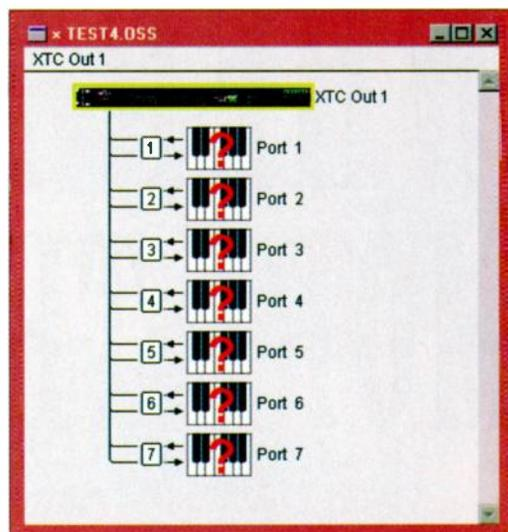 × TEST4.OSS
XTC Out 1
XTC Out 1
1 ? Port 1
2 ? Port 2
3 ? Port 3
4 ? Port 4
5 ? Port 5
6 ? Port 6
7 ? Port 7